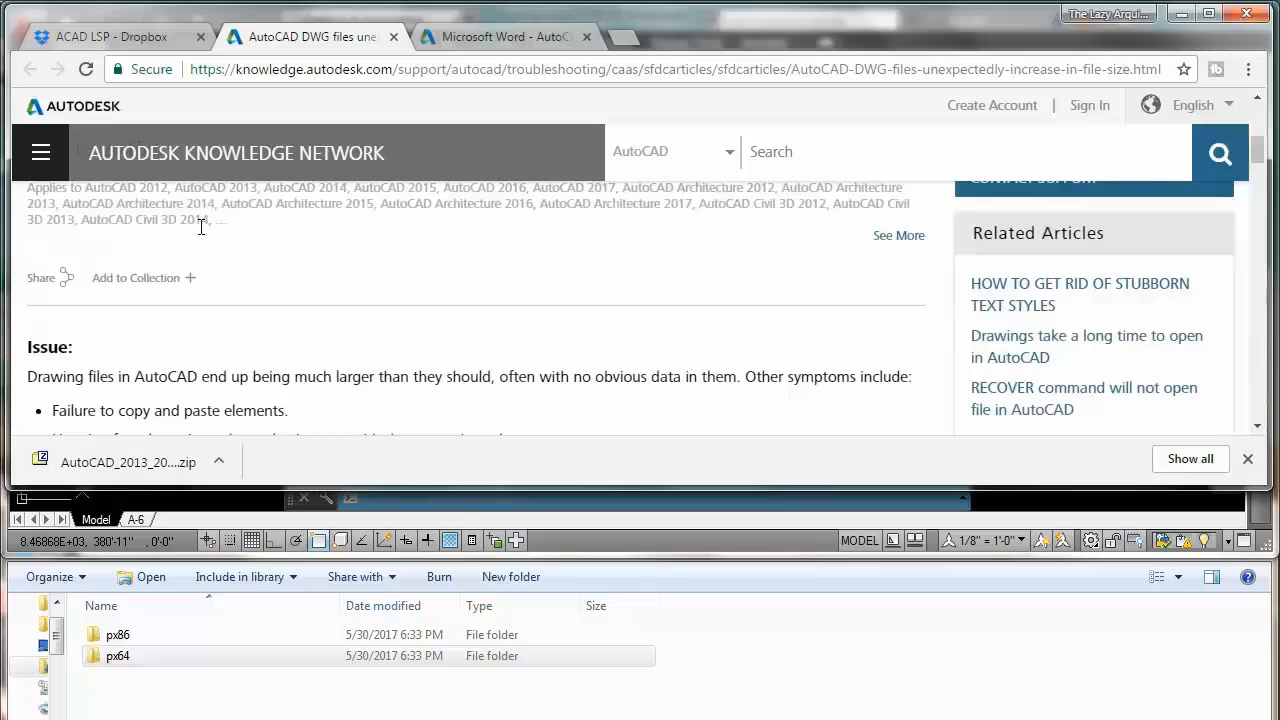 The Lazy Arqui...
ACAD LSP - Dropbox
AutoCAD DWG files une
Microsoft Word - AutoC
Secure
https://knowledge.autodesk.com/support/autocad/troubleshooting/caas/sfdcarticles/sfdcarticles/AutoCAD-DWG-files-unexpectedly-increase-in-file-size.html
AUTODESK.
Create Account | Sign In
English
AUTODESK KNOWLEDGE NETWORK
AutoCAD
Search
Applies to AutoCAD 2012, AutoCAD 2013, AutoCAD 2014, AutoCAD 2015, AutoCAD 2016, AutoCAD 2017, AutoCAD Architecture 2012, AutoCAD Architecture
2013, AutoCAD Architecture 2014, AutoCAD Architecture 2015, AutoCAD Architecture 2016, AutoCAD Architecture 2017, AutoCAD Civil 3D 2012, AutoCAD Civil
3D 2013, AutoCAD Civil 3D 2014, ...
See More
Share
Add to Collection +
Issue:
Drawing files in AutoCAD end up being much larger than they should, often with no obvious data in them. Other symptoms include:
• Failure to copy and paste elements.
CONTACT SUPPORT
Related Articles
HOW TO GET RID OF STUBBORN
TEXT STYLES
Drawings take a long time to open
in AutoCAD
RECOVER command will not open
file in AutoCAD
AutoCAD_2013_20....zip
Show all
Model
A-6
8.46868E+03, 380'-11" , 0'-0"
MODEL
1/8" = 1'-0"
Organize
Open
Include in library
Share with
Burn
New folder
Name
Date modified
Type
Size
px86
5/30/2017 6:33 PM
File folder
px64
5/30/2017 6:33 PM
File folder